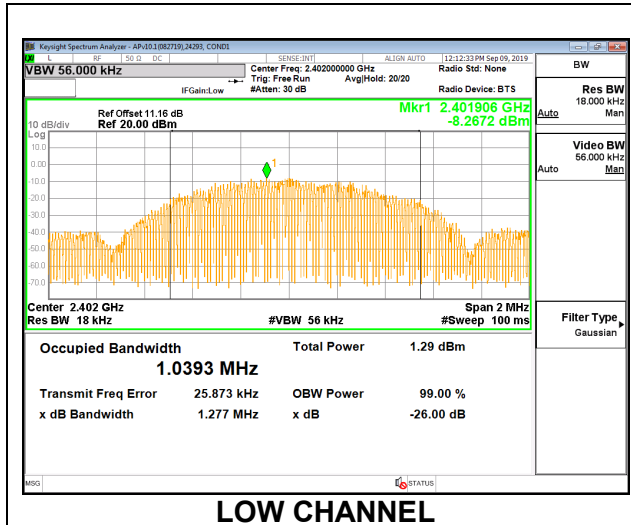 Keysight Spectrum Analyzer - APv10.1(082719),24293, COND1
L RF 50 Ω DC SENSE:INT ALIGN AUTO 12:12:33 PM Sep 09, 2019
VBW 56.000 kHz Center Freq: 2.402000000 GHz Radio Std: None
Trig: Free Run Avg|Hold: 20/20
IFGain:Low #Atten: 30 dB Radio Device: BTS
BW
Res BW
18.000 kHz
Auto Man
Video BW
56.000 kHz
Auto Man
Filter Type
Gaussian
Mkr1 2.401906 GHz
-8.2672 dBm
Ref Offset 11.16 dB
10 dB/div Ref 20.00 dBm
Log
10.0
0.00
-10.0
-20.0
-30.0
-40.0
-50.0
-60.0
-70.0
1
Center 2.402 GHz Span 2 MHz
Res BW 18 kHz #VBW 56 kHz #Sweep 100 ms
Occupied Bandwidth Total Power 1.29 dBm
1.0393 MHz
Transmit Freq Error 25.873 kHz OBW Power 99.00 %
x dB Bandwidth 1.277 MHz x dB -26.00 dB
MSG STATUS
LOW CHANNEL